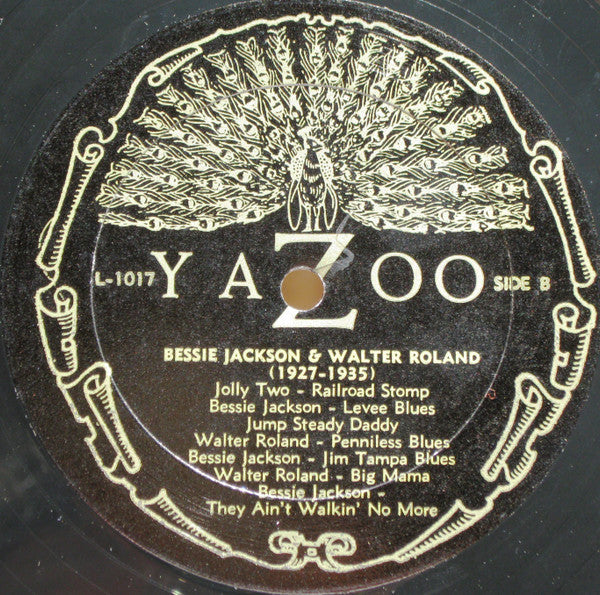 L-1017 YAZOO SIDE B
BESSIE JACKSON & WALTER ROLAND
(1927-1935)
Jolly Two - Railroad Stomp
Bessie Jackson - Levee Blues
Jump Steady Daddy
Walter Roland - Penniless Blues
Bessie Jackson - Jim Tampa Blues
Walter Roland - Big Mama
Bessie Jackson -
They Ain't Walkin' No More